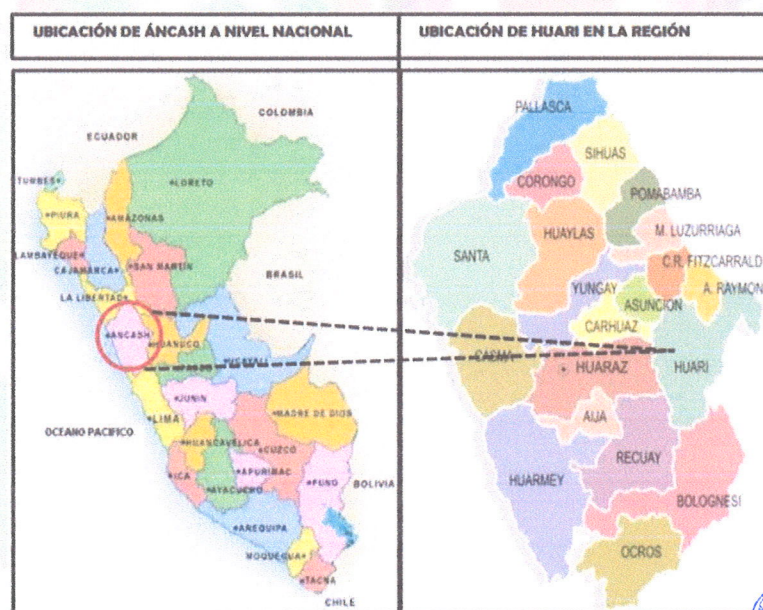 UBICACIÓN DE ÁNCASH A NIVEL NACIONAL
UBICACIÓN DE HUARI EN LA REGIÓN
COLOMBIA
ECUADOR
TUMBES
LORETO
PIURA
AMAZONAS
LAMBAYEQUE
CAJAMARCA
SAN MARTIN
BRASIL
LA LIBERTAD
ANCASH
HUANUCO
UCAYALI
PASCO
JUNIN
LIMA
MADRE DE DIOS
OCEANO PACIFICO
HUANCAVELICA
CUZCO
ICA
APURIMAC
PUNO
BOLIVIA
AYACUCHO
AREQUIPA
MOQUEGUA
TACNA
CHILE
PALLASCA
SIHUAS
CORONGO
POMABAMBA
HUAYLAS
M. LUZURRIAGA
SANTA
C.R. FITZCARRALD
YUNGAY
A. RAYMON
ASUNCION
CARHUAZ
CASMA
HUARAZ
HUARI
AIJA
RECUAY
HUARMEY
BOLOGNESI
OCROS